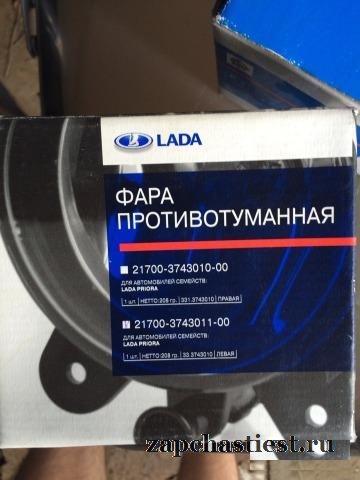 LADA
ФАРА
ПРОТИВОТУМАННАЯ
21700-3743010-00
ДЛЯ АВТОМОБИЛЕЙ СЕМЕЙСТВ:
LADA PRIORA
1 шт. НЕТТО:208 гр. 331.3743010 ПРАВАЯ
21700-3743011-00
ДЛЯ АВТОМОБИЛЕЙ СЕМЕЙСТВ:
LADA PRIORA
1 шт. НЕТТО:208 гр. 33.3743010 ЛЕВАЯ
zapchastiest.ru